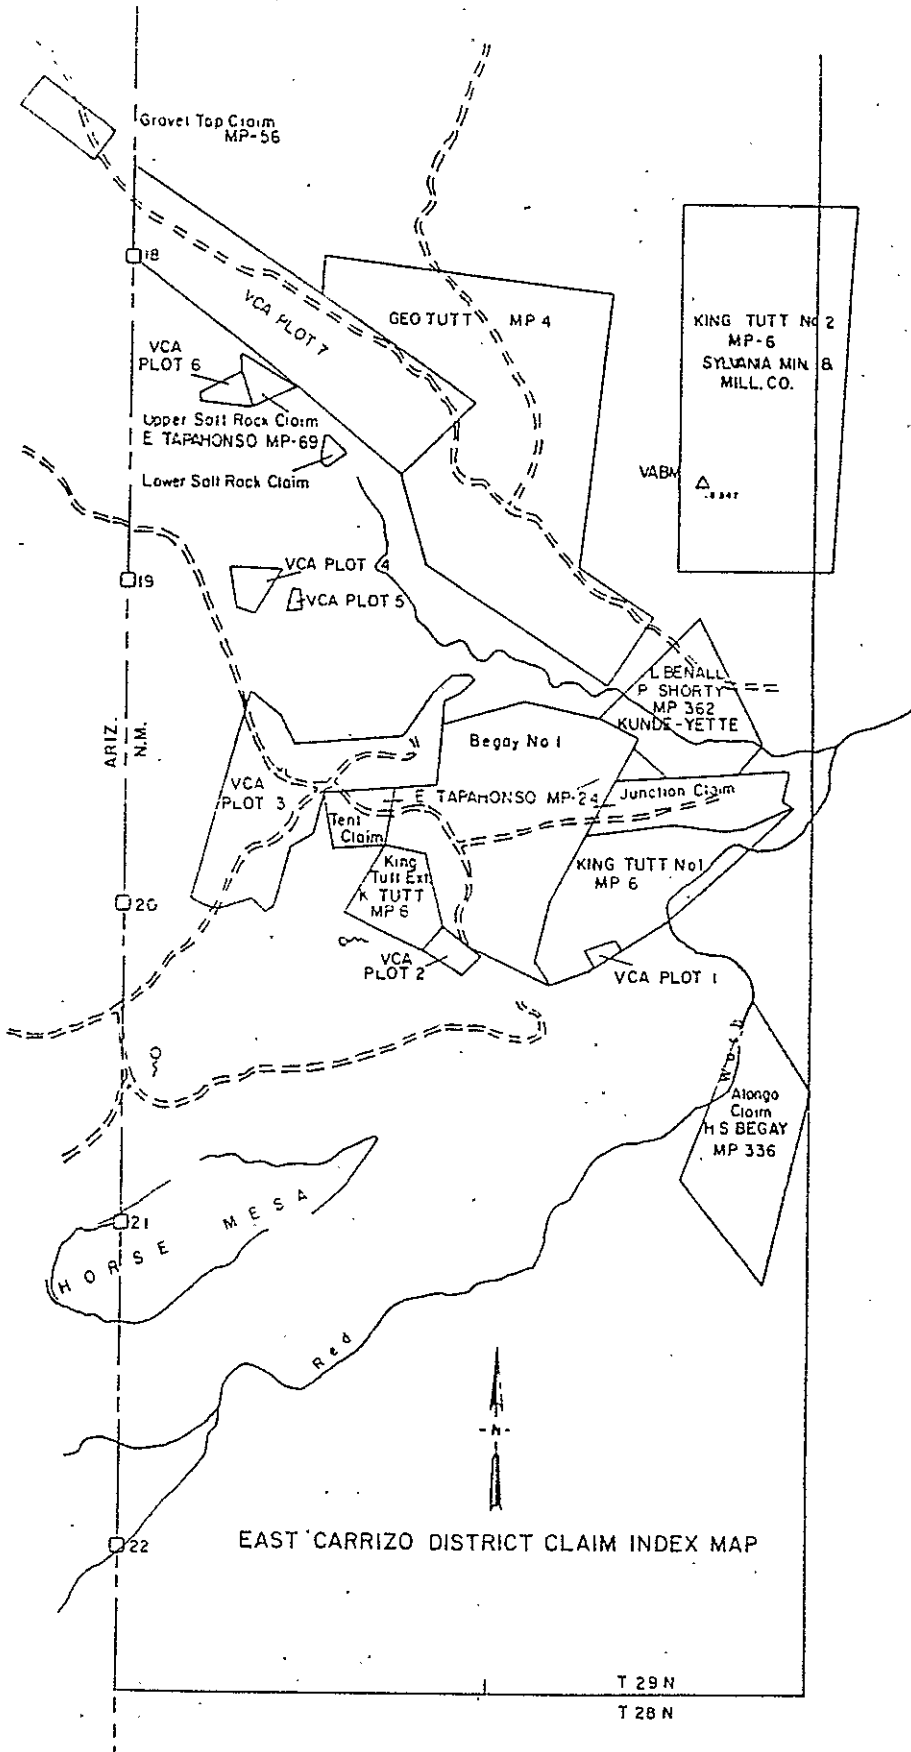 Gravel Top Claim
MP-56
18
VCA PLOT 7
GEO TUTT MP 4
KING TUTT No 2
MP-6
SYLVANIA MIN. &
MILL. CO.
VCA
PLOT 6
Upper Salt Rock Claim
E TAPAHONSO MP-69
Lower Salt Rock Claim
VABM
19
VCA PLOT 4
VCA PLOT 5
L BENALL
P SHORTY
MP 362
KUNDE-YETTE
ARIZ.
N.M.
Begay No 1
VCA
PLOT 3
E TAPAHONSO MP-24
Junction Claim
Tent
Claim
King
Tutt Ext.
K TUTT
MP 6
KING TUTT No 1
MP 6
20
VCA
PLOT 2
VCA PLOT 1
Wash
Alongo
Claim
H S BEGAY
MP 336
21
HORSE MESA
Red
-N-
22
EAST CARRIZO DISTRICT CLAIM INDEX MAP
T 29 N
T 28 N